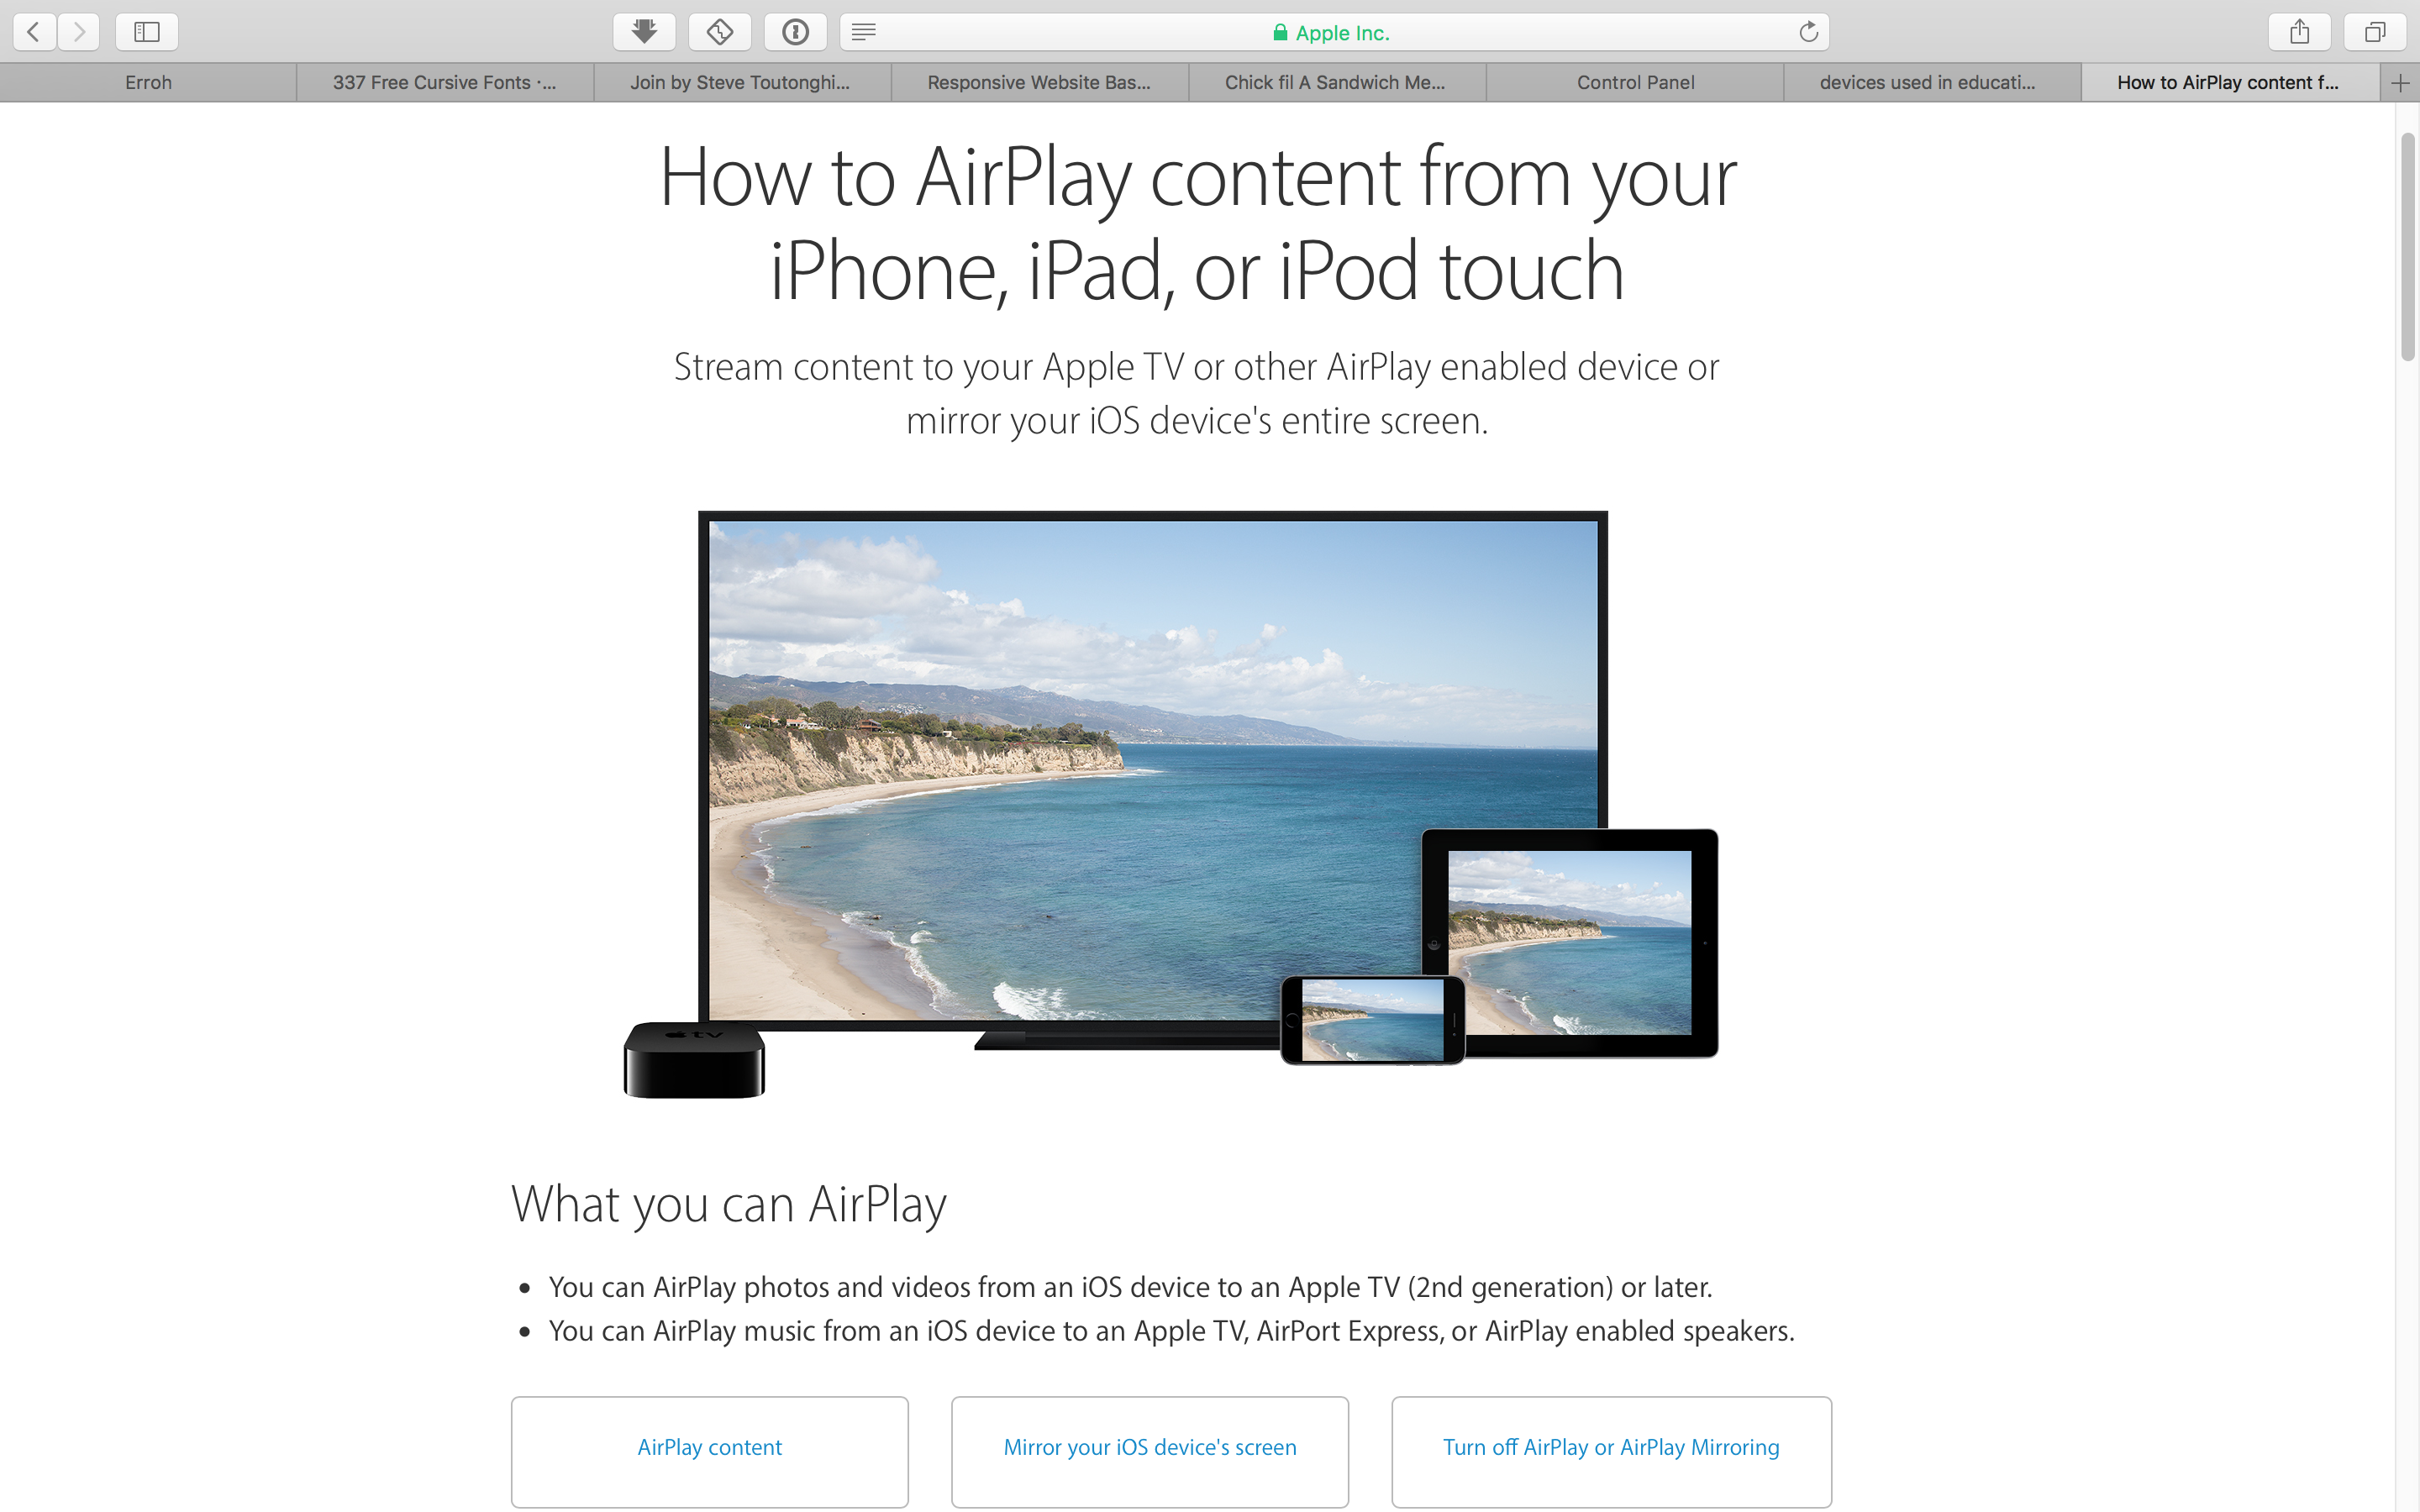 Apple Inc.
Erroh
337 Free Cursive Fonts ·...
Join by Steve Toutonghi...
Responsive Website Bas...
Chick fil A Sandwich Me...
Control Panel
devices used in educati...
How to AirPlay content f...
How to AirPlay content from your
iPhone, iPad, or iPod touch
Stream content to your Apple TV or other AirPlay enabled device or
mirror your iOS device's entire screen.
tv
What you can AirPlay
• You can AirPlay photos and videos from an iOS device to an Apple TV (2nd generation) or later.
• You can AirPlay music from an iOS device to an Apple TV, AirPort Express, or AirPlay enabled speakers.
AirPlay content
Mirror your iOS device's screen
Turn off AirPlay or AirPlay Mirroring